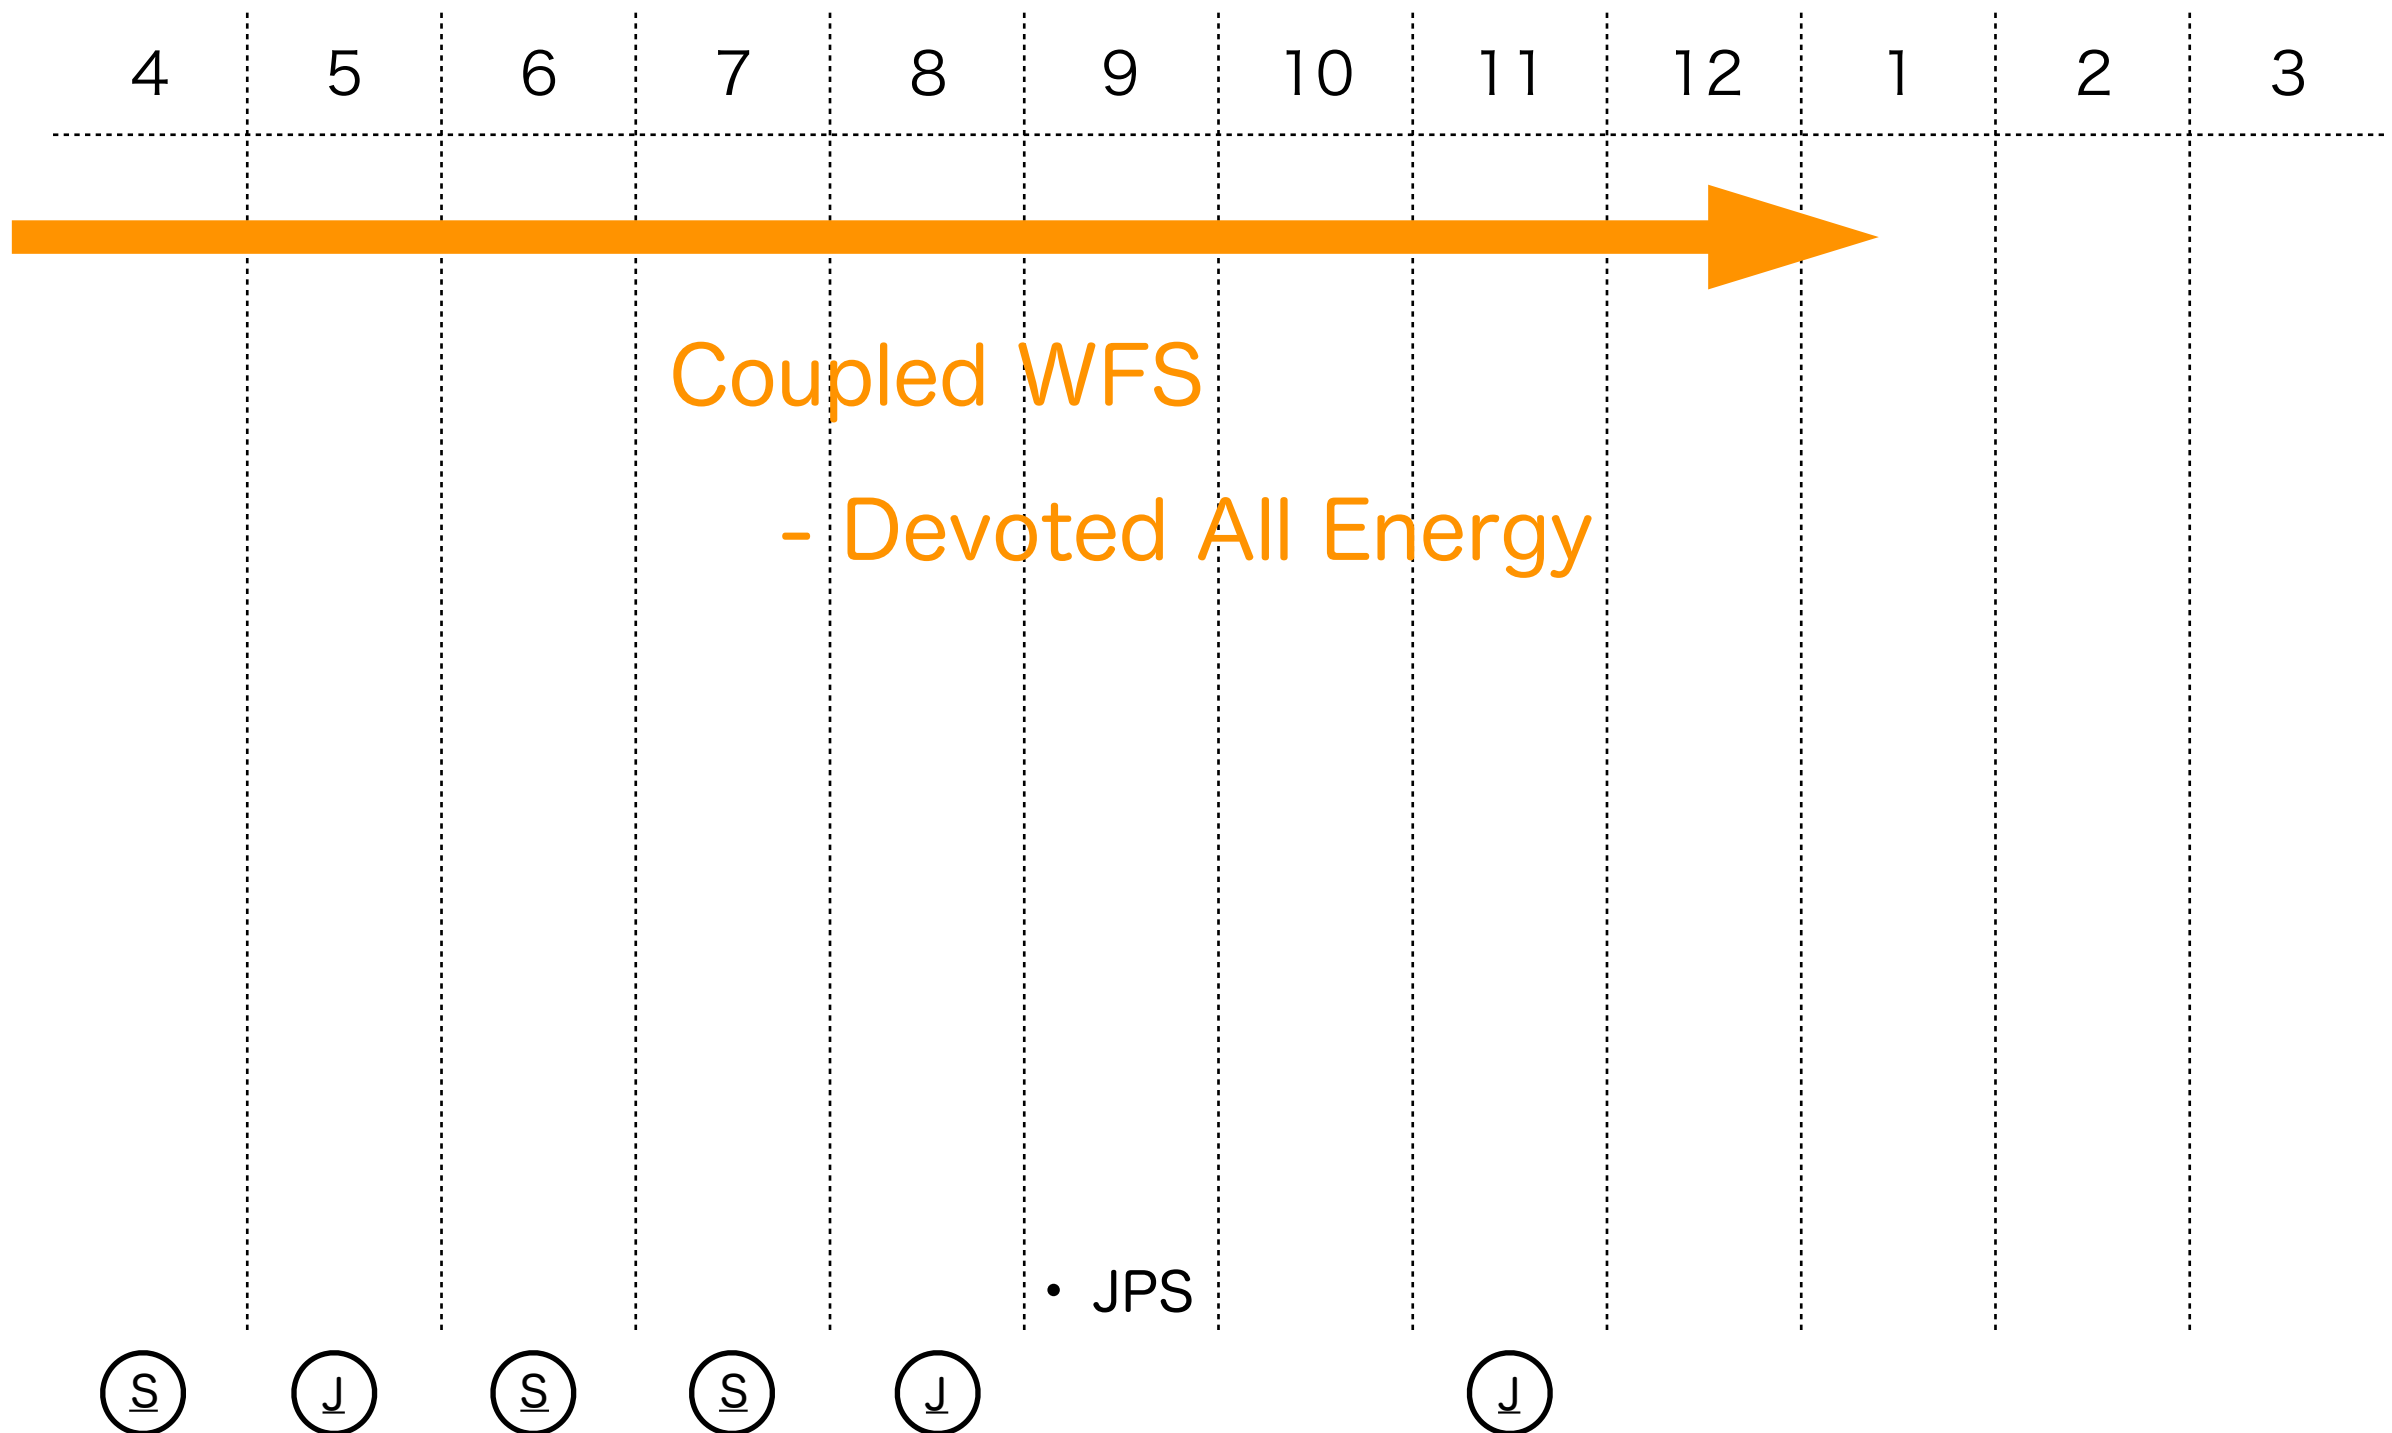 4 5 6 7 8 9 10 11 12 1 2 3
Coupled WFS
- Devoted All Energy
• JPS
S J S S J J